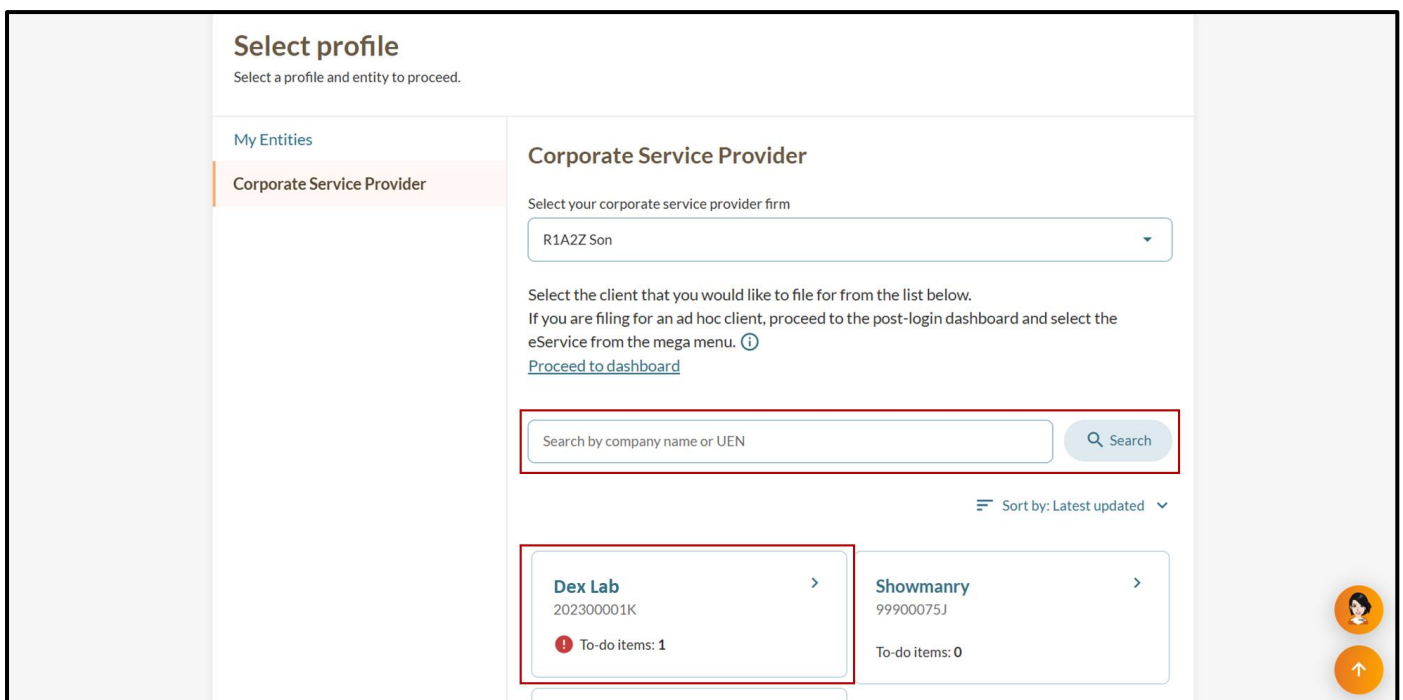 Select profile
Select a profile and entity to proceed.
My Entities
Corporate Service Provider
Corporate Service Provider
Select your corporate service provider firm
R1A2Z Son
Select the client that you would like to file for from the list below.
If you are filing for an ad hoc client, proceed to the post-login dashboard and select the
eService from the mega menu.
Proceed to dashboard
Search by company name or UEN
Search
Sort by: Latest updated
Dex Lab
202300001K
To-do items: 1
Showmanry
99900075J
To-do items: 0